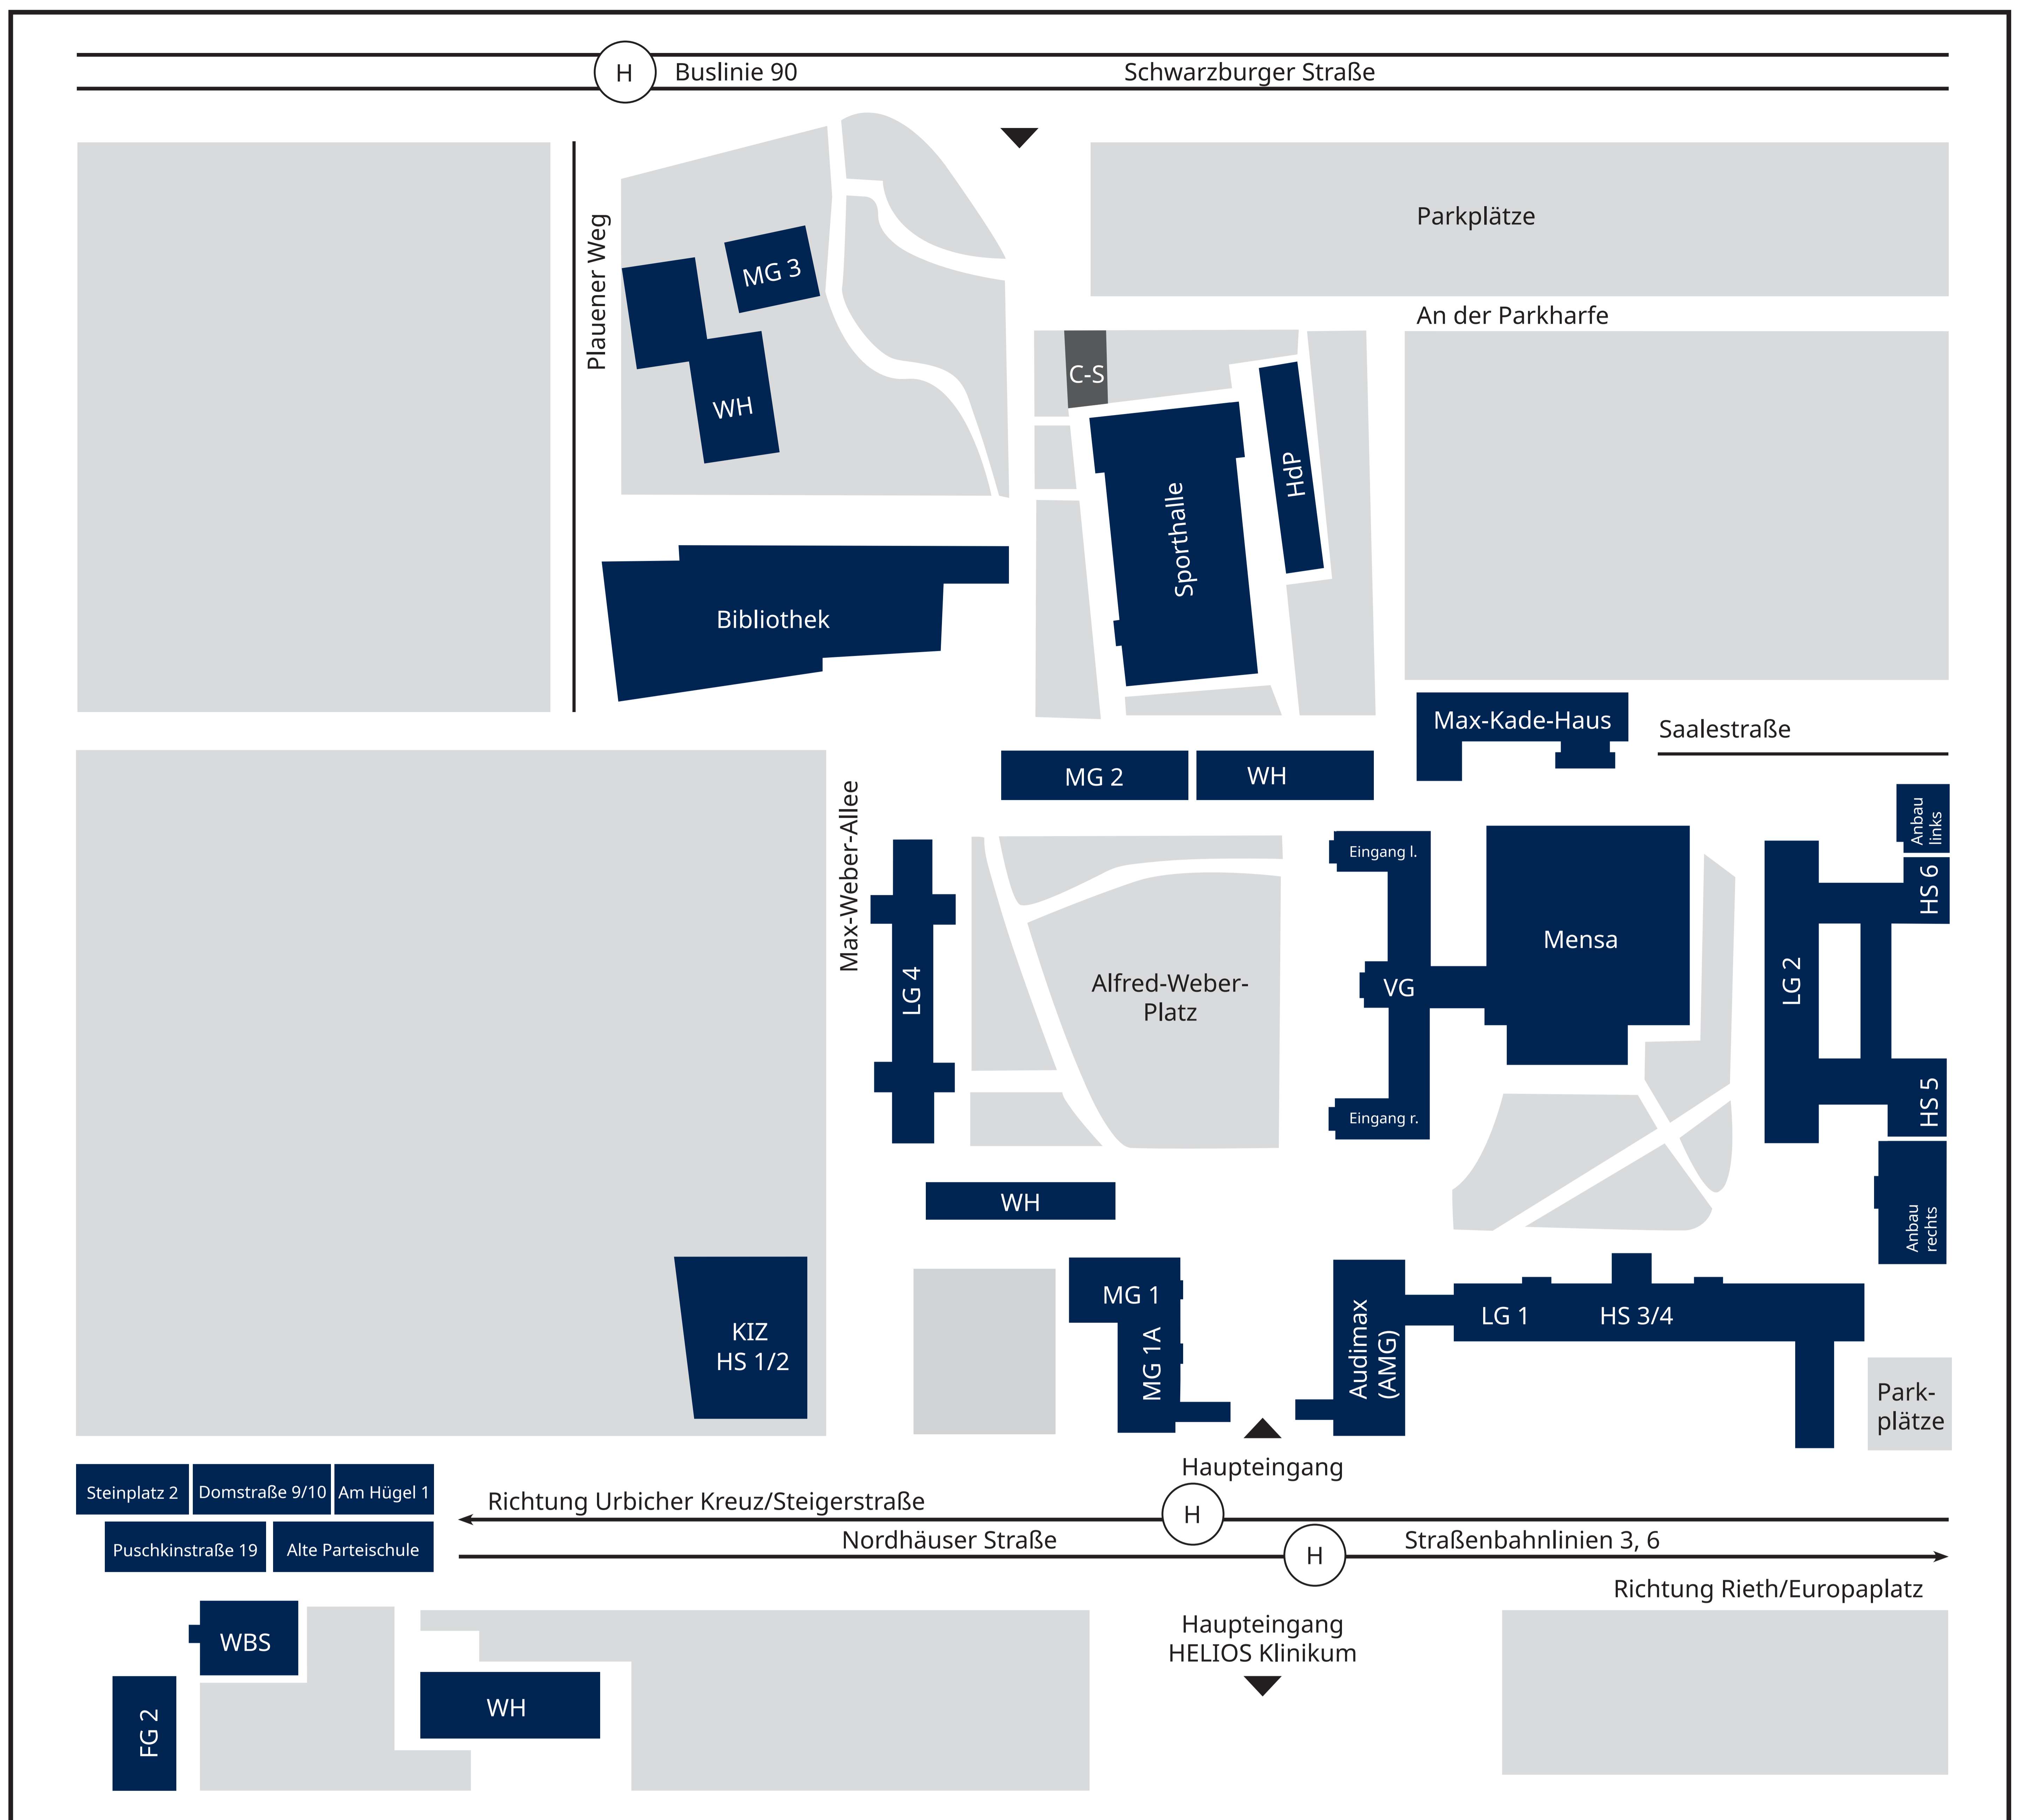 H
Buslinie 90
Schwarzburger Straße
Plauener Weg
MG 3
WH
Parkplätze
An der Parkharfe
C-S
HdP
Sporthalle
Bibliothek
Max-Kade-Haus
Saalestraße
MG 2
WH
Max-Weber-Allee
LG 4
Alfred-Weber-
Platz
Eingang l.
VG
Eingang r.
Mensa
LG 2
Anbau
links
HS 6
HS 5
Anbau
rechts
WH
KIZ
HS 1/2
MG 1
MG 1A
Audimax
(AMG)
LG 1
HS 3/4
Park-
plätze
Haupteingang
Steinplatz 2
Domstraße 9/10
Am Hügel 1
Puschkinstraße 19
Alte Parteischule
Richtung Urbicher Kreuz/Steigerstraße
H
Nordhäuser Straße
H
Straßenbahnlinien 3, 6
Richtung Rieth/Europaplatz
Haupteingang
HELIOS Klinikum
WBS
FG 2
WH